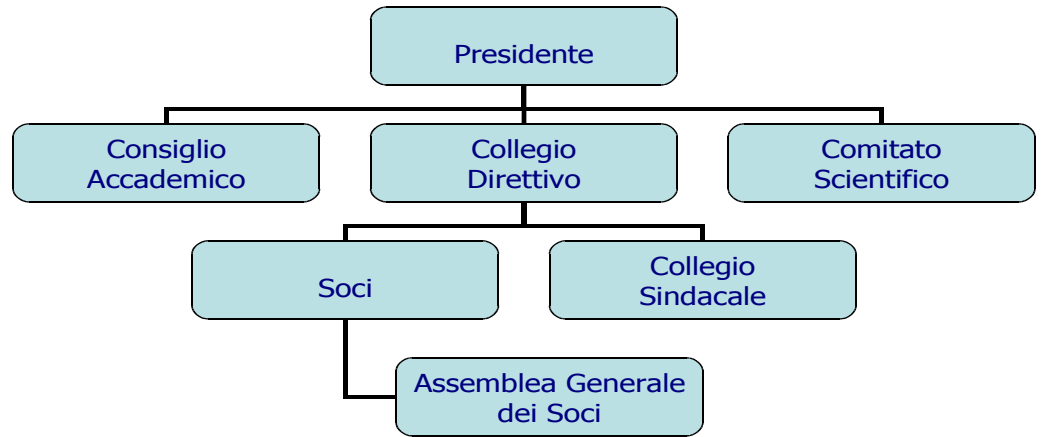 Presidente
Consiglio
Accademico
Collegio
Direttivo
Comitato
Scientifico
Soci
Collegio
Sindacale
Assemblea Generale
dei Soci